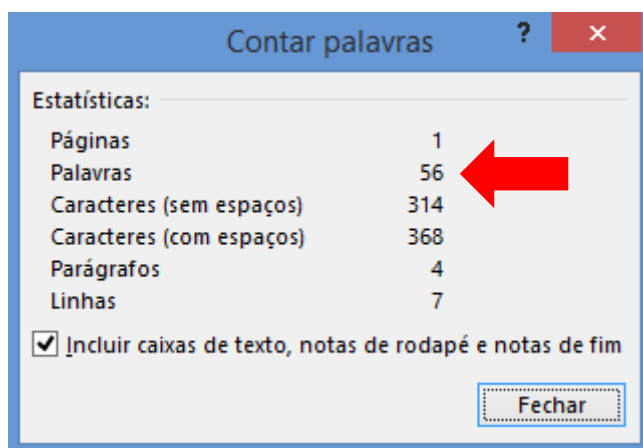 Contar palavras ? ×
Estatísticas:
Páginas 1
Palavras 56
Caracteres (sem espaços) 314
Caracteres (com espaços) 368
Parágrafos 4
Linhas 7
Incluir caixas de texto, notas de rodapé e notas de fim
Fechar